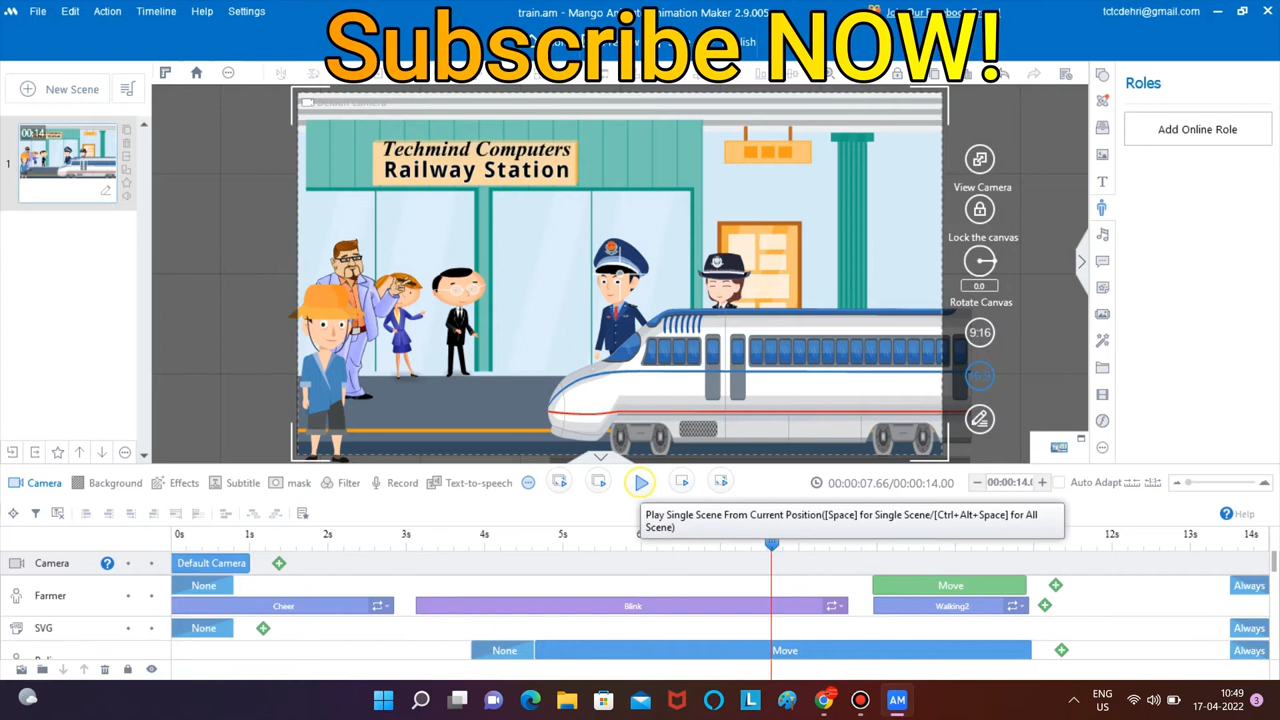 File Edit Action Timeline Help Settings
train.am - Mango
Animation Maker 2.9.005
tctcdehri@gmail.com
Subscribe NOW!
New Scene
Roles
Add Online Role
00:14
1
Default Camera
Techmind Computers
Railway Station
View Camera
Lock the canvas
0.0
Rotate Canvas
9:16
16:9
Camera Background Effects Subtitle mask Filter Record Text-to-speech
00:00:07.66/00:00:14.00
00:00:14.0
Auto Adapt
Play Single Scene From Current Position([Space] for Single Scene/[Ctrl+Alt+Space] for All
Scene)
Help
0s 1s 2s 3s 4s 5s 12s 13s 14s
Camera ? Default Camera
None Move Always
Farmer
Cheer Blink Walking2
SVG None Always
None Move Always
AM
ENG
US
10:49
17-04-2022
3